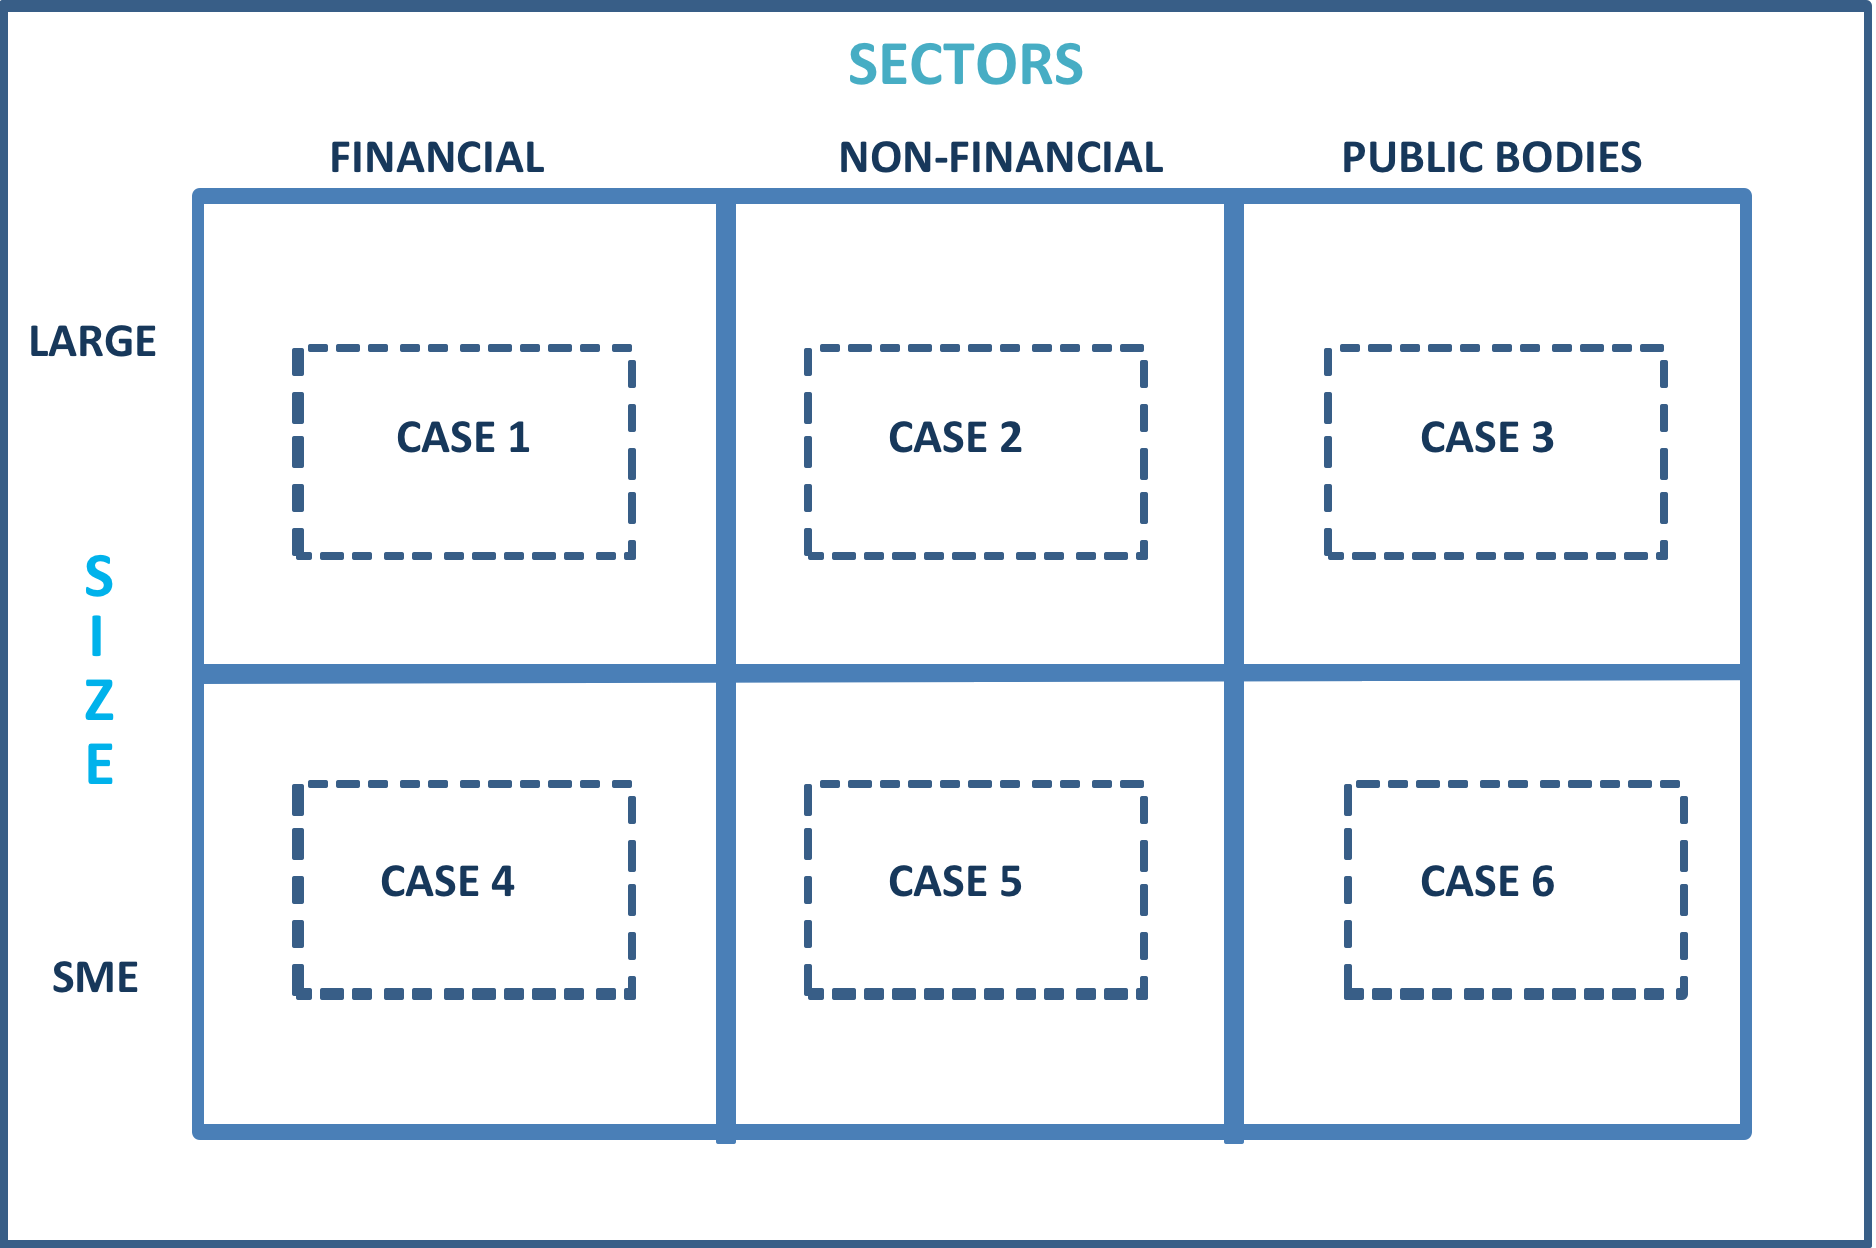 SECTORS
FINANCIAL NON-FINANCIAL PUBLIC BODIES
LARGE
CASE 1 CASE 2 CASE 3
S
I
Z
E
CASE 4 CASE 5 CASE 6
SME